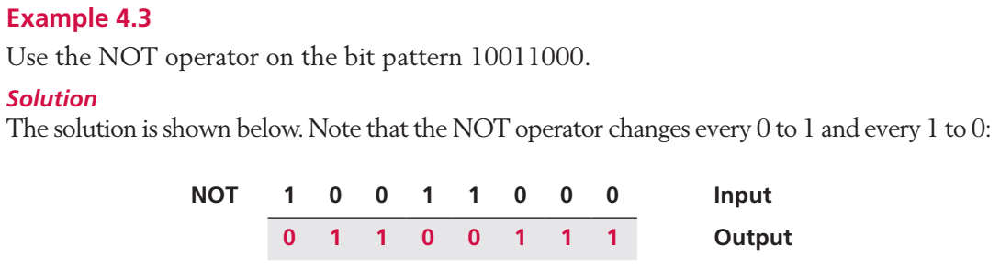 Example 4.3
Use the NOT operator on the bit pattern 10011000.
Solution
The solution is shown below. Note that the NOT operator changes every 0 to 1 and every 1 to 0:
NOT 1 0 0 1 1 0 0 0 Input
0 1 1 0 0 1 1 1 Output